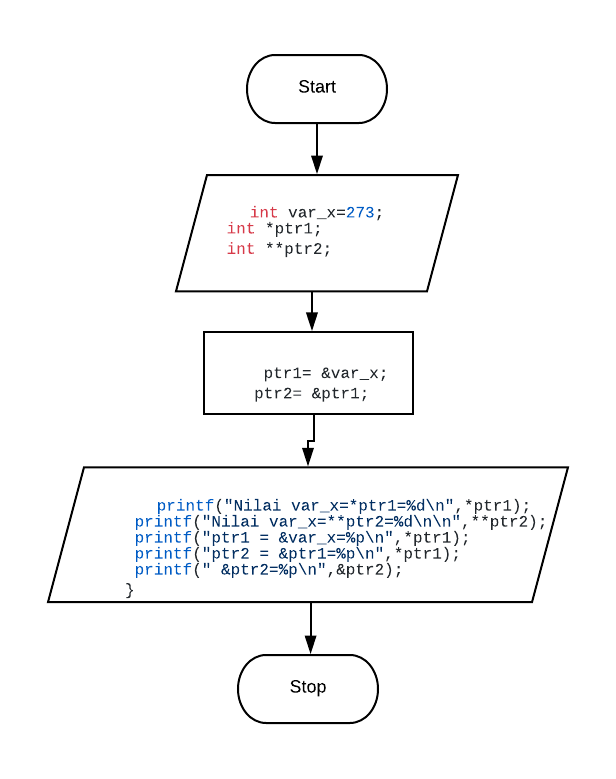 Start
int var_x=273;
int *ptr1;
int **ptr2;
ptr1= &var_x;
ptr2= &ptr1;
printf("Nilai var_x=*ptr1=%d\n",*ptr1);
printf("Nilai var_x=**ptr2=%d\n\n",**ptr2);
printf("ptr1 = &var_x=%p\n",*ptr1);
printf("ptr2 = &ptr1=%p\n",*ptr1);
printf(" &ptr2=%p\n",&ptr2);
}
Stop